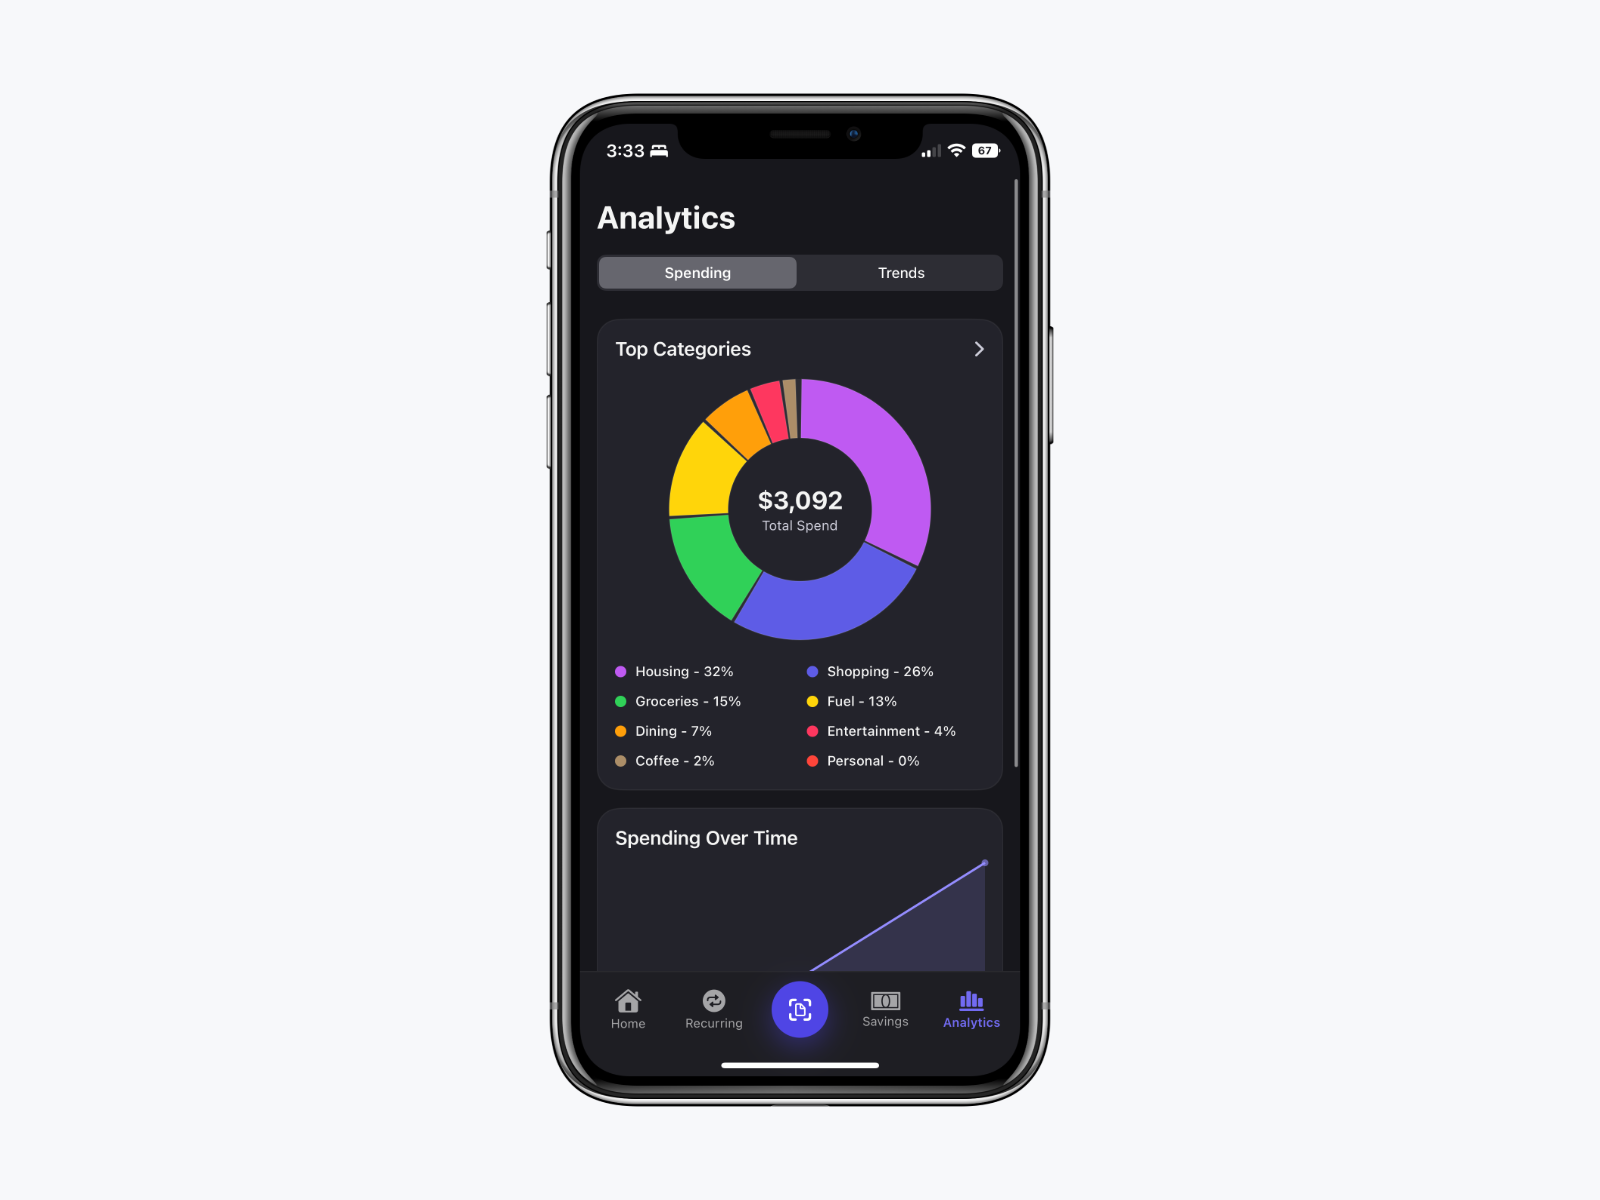 3:33
67
Analytics
Spending
Trends
Top Categories
$3,092
Total Spend
Housing - 32%
Shopping - 26%
Groceries - 15%
Fuel - 13%
Dining - 7%
Entertainment - 4%
Coffee - 2%
Personal - 0%
Spending Over Time
Home
Recurring
Savings
Analytics